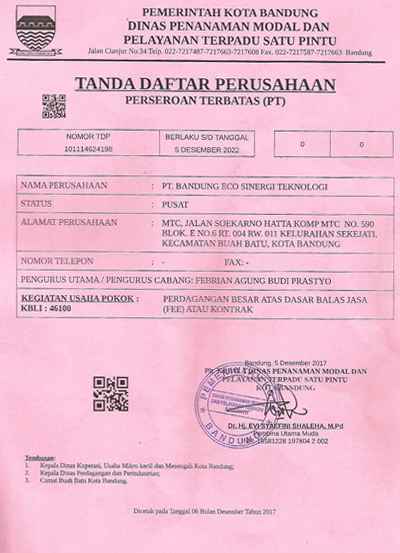 PEMERINTAH KOTA BANDUNG
DINAS PENANAMAN MODAL DAN
PELAYANAN TERPADU SATU PINTU
Jalan Cianjur No.34 Telp. 022-7217487-7217663-7217608 Fax. 022-7217587-7217663 Bandung
TANDA DAFTAR PERUSAHAAN
PERSEROAN TERBATAS (PT)
NOMOR TDP
101114624198
BERLAKU S/D TANGGAL
5 DESEMBER 2022
0
0
NAMA PERUSAHAAN : PT. BANDUNG ECO SINERGI TEKNOLOGI
STATUS : PUSAT
ALAMAT PERUSAHAAN : MTC, JALAN SOEKARNO HATTA KOMP MTC NO. 590
BLOK. E NO.6 RT. 004 RW. 011 KELURAHAN SEKEJATI,
KECAMATAN BUAH BATU, KOTA BANDUNG
NOMOR TELEPON : - FAX: -
PENGURUS UTAMA / PENGURUS CABANG: FEBRIAN AGUNG BUDI PRASTYO
KEGIATAN USAHA POKOK : PERDAGANGAN BESAR ATAS DASAR BALAS JASA
KBLI : 46100 (FEE) ATAU KONTRAK
Bandung, 5 Desember 2017
DINAS PENANAMAN MODAL DAN
PELAYANAN TERPADU SATU PINTU
KOTA BANDUNG
Dr. Hj. EVI SYAEFINI SHALEHA, M.Pd
Pembina Utama Muda
19581228 197804 2 002
Tembusan:
1. Kepala Dinas Koperasi, Usaha Mikro kecil dan Menengah Kota Bandung;
2. Kepala Dinas Perdagangan dan Perindustrian;
3. Camat Buah Batu Kota Bandung.
Dicetak pada Tanggal 06 Bulan Desember Tahun 2017